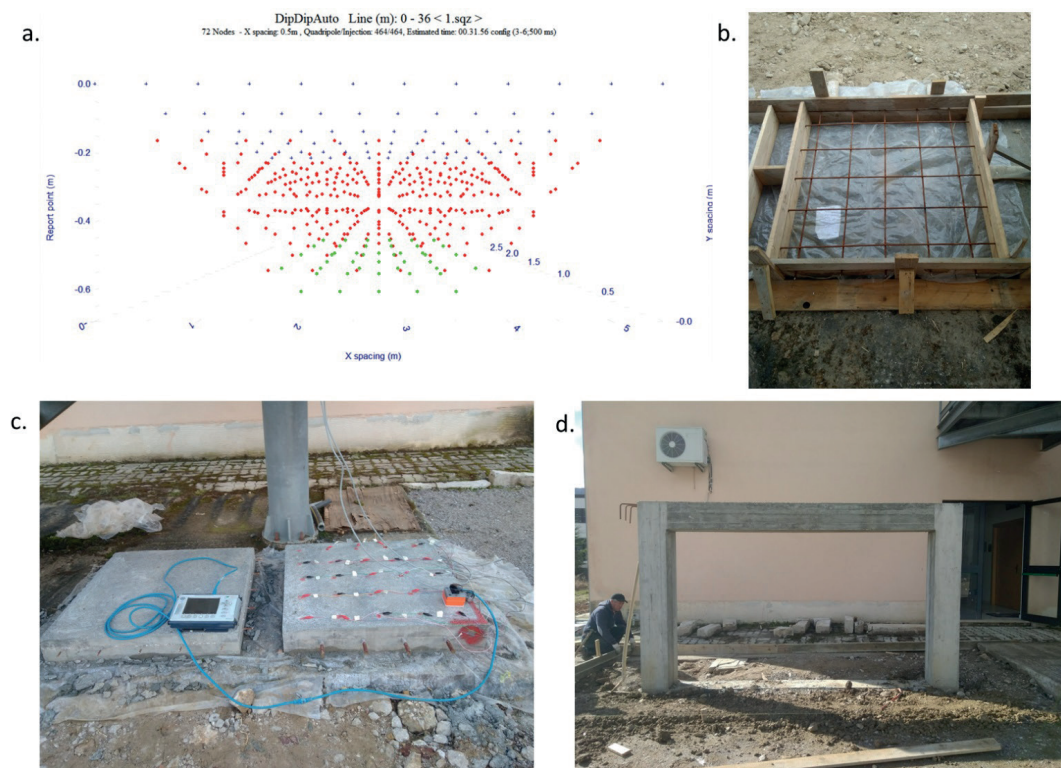 a.
DipDipAuto Line (m): 0 - 36 < 1.sqz >
72 Nodes - X spacing: 0.5m , Quadripole/Injection: 464/464, Estimated time: 00.31.56 config (3-6;500 ms)
0.0
-0.2
-0.4
-0.6
Report point (m)
0
2
3
4
5
X spacing (m)
2.5
2.0
1.5
1.0
0.5
-0.0
Y spacing (m)
b.
c.
d.